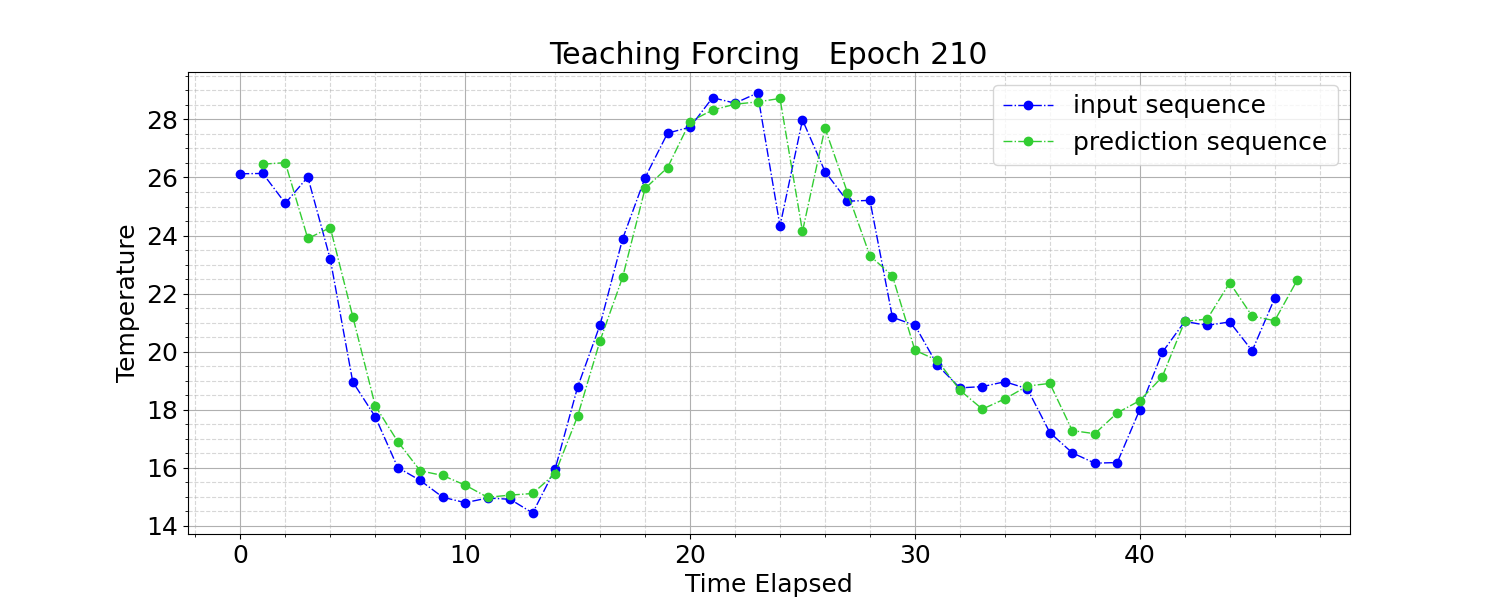 Teaching Forcing   Epoch 210
input sequence
prediction sequence
Temperature
28
26
24
22
20
18
16
14
0 10 20 30 40
Time Elapsed